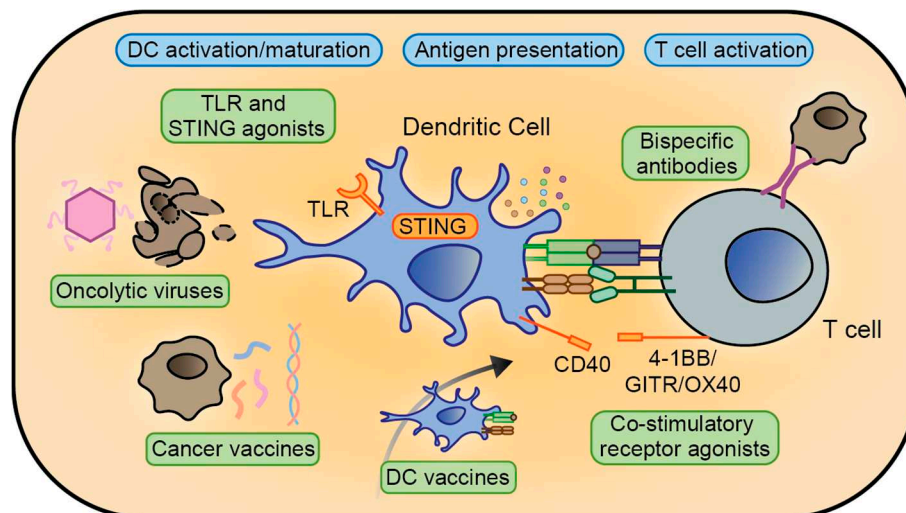 DC activation/maturation
Antigen presentation
T cell activation
TLR and
STING agonists
Dendritic Cell
Bispecific
antibodies
TLR
STING
Oncolytic viruses
T cell
CD40
4-1BB/
GITR/OX40
Cancer vaccines
DC vaccines
Co-stimulatory
receptor agonists